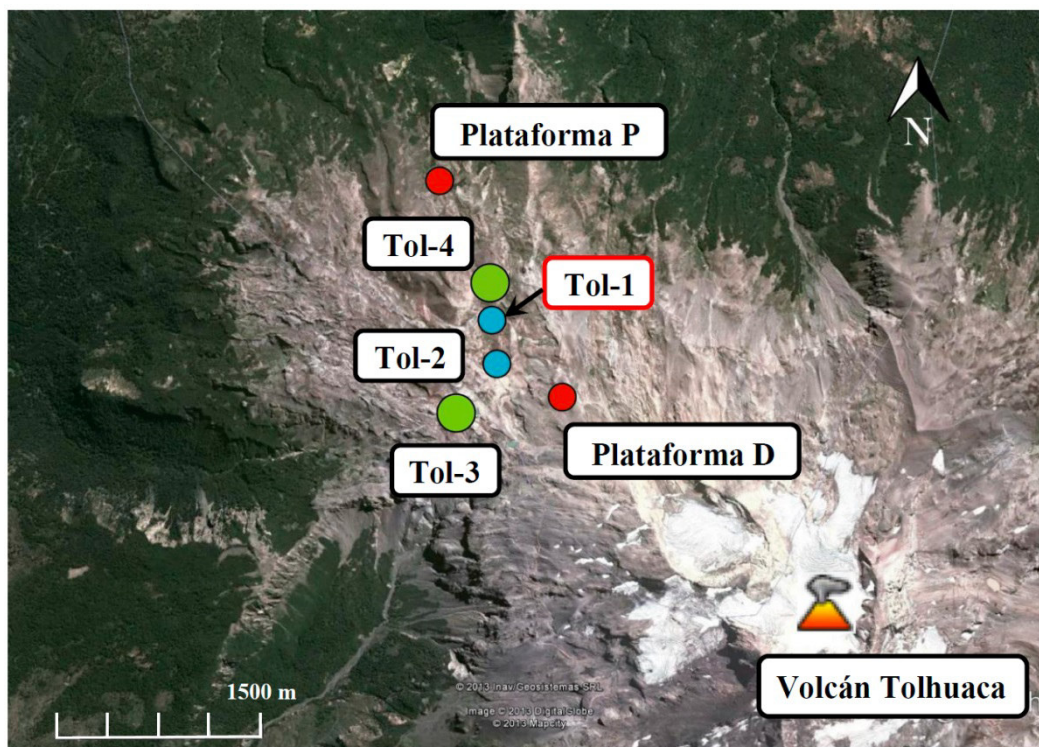 Plataforma P
N
Tol-4
Tol-1
Tol-2
Tol-3
Plataforma D
1500 m
Volcán Tolhuaca
© 2013 Inav/Geosistemas SRL
Image © 2013 DigitalGlobe
© 2013 Mapcity